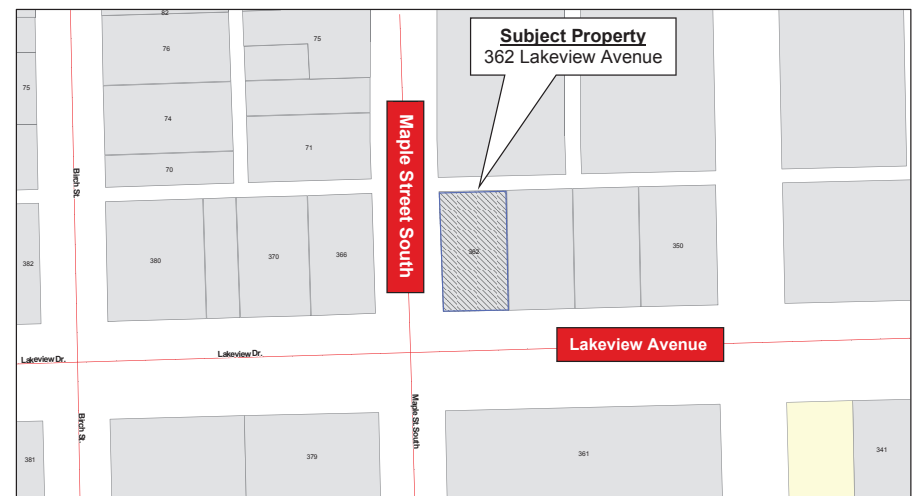 82
76
75
Subject Property
362 Lakeview Avenue
75
74
71
70
Maple Street South
Birch St.
382
380
370
366
362
350
Lakeview Dr.
Lakeview Dr.
Lakeview Avenue
Birch St.
Maple St. South
381
379
361
341